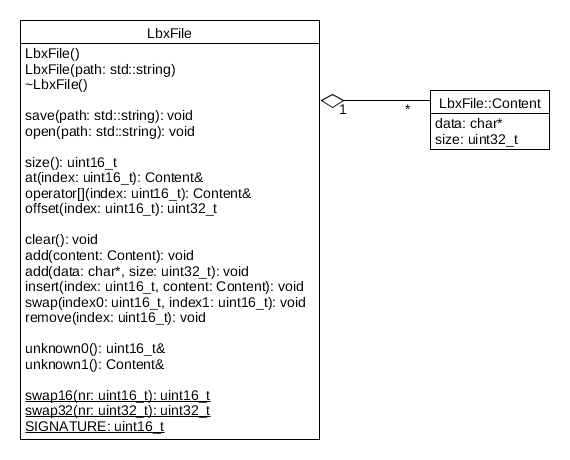 LbxFile
LbxFile()
LbxFile(path: std::string)
~LbxFile()
save(path: std::string): void
open(path: std::string): void
size(): uint16_t
at(index: uint16_t): Content&
operator[](index: uint16_t): Content&
offset(index: uint16_t): uint32_t
clear(): void
add(content: Content): void
add(data: char*, size: uint32_t): void
insert(index: uint16_t, content: Content): void
swap(index0: uint16_t, index1: uint16_t): void
remove(index: uint16_t): void
unknown0(): uint16_t&
unknown1(): Content&
swap16(nr: uint16_t): uint16_t
swap32(nr: uint32_t): uint32_t
SIGNATURE: uint16_t
1
*
LbxFile::Content
data: char*
size: uint32_t